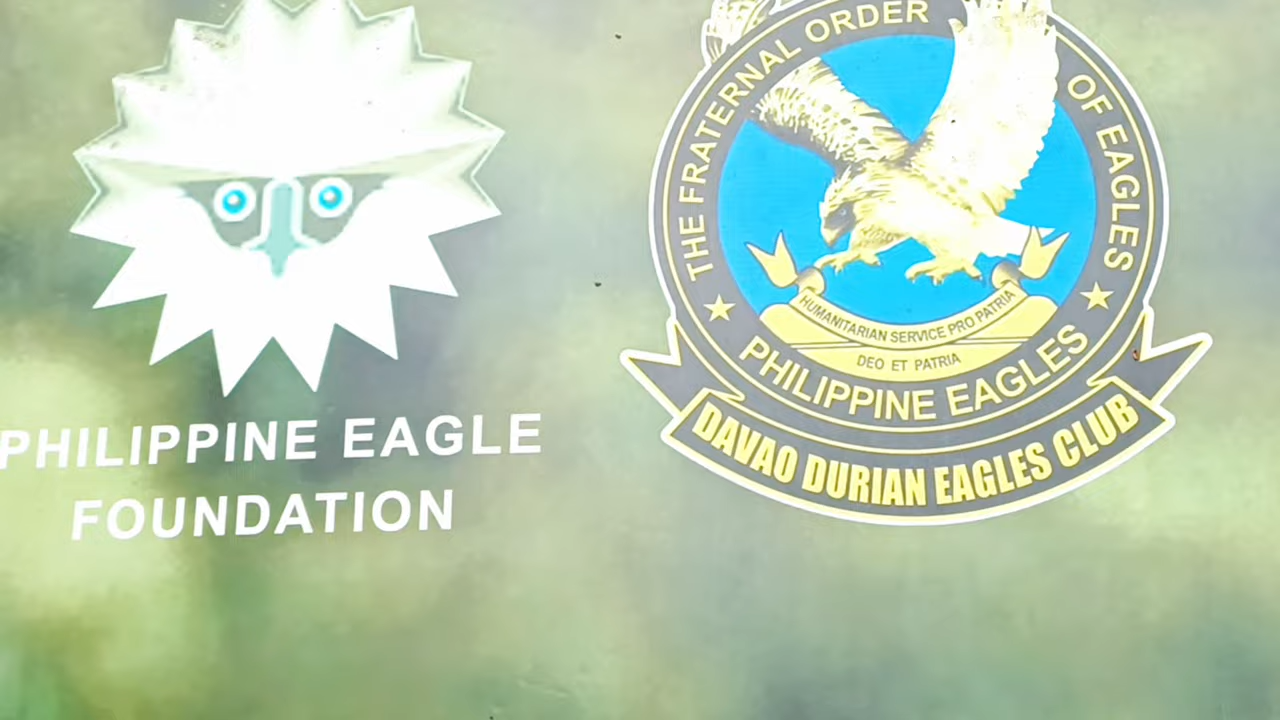 PHILIPPINE EAGLE
FOUNDATION
THE FRATERNAL ORDER OF EAGLES
HUMANITARIAN SERVICE PRO PATRIA
DEO ET PATRIA
PHILIPPINE EAGLES
DAVAO DURIAN EAGLES CLUB